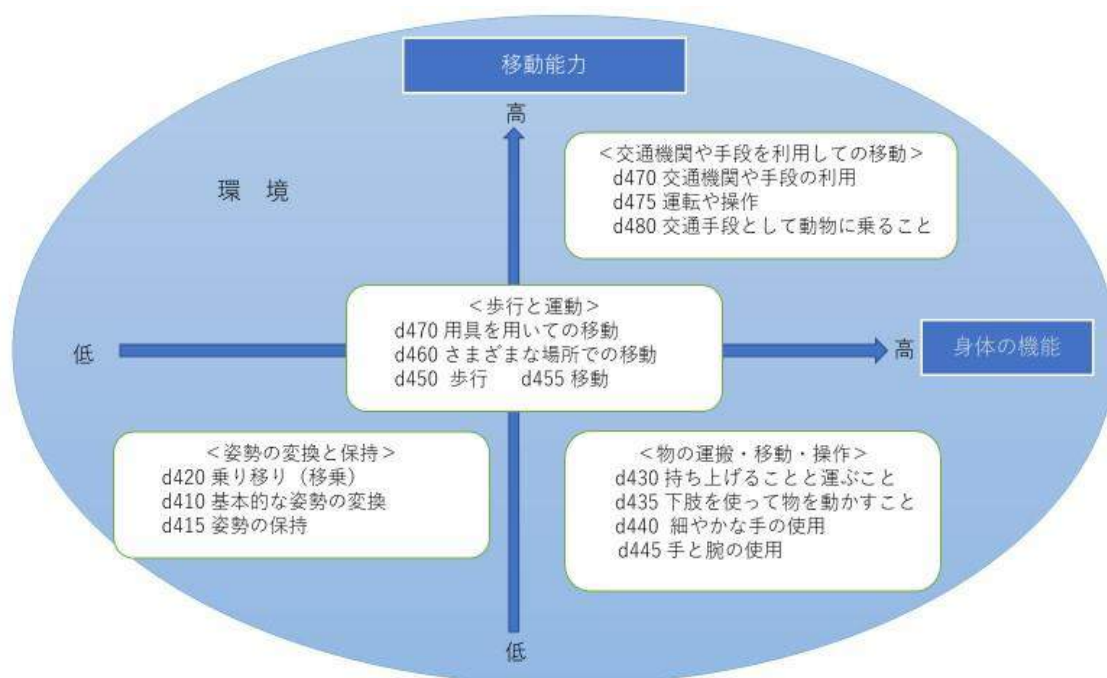 移動能力
高
環 境
＜交通機関や手段を利用しての移動＞
d470 交通機関や手段の利用
d475 運転や操作
d480 交通手段として動物に乗ること
＜歩行と運動＞
d470 用具を用いての移動
d460 さまざまな場所での移動
d450 歩行 d455 移動
低
高
身体の機能
＜姿勢の変換と保持＞
d420 乗り移り（移乗）
d410 基本的な姿勢の変換
d415 姿勢の保持
＜物の運搬・移動・操作＞
d430 持ち上げることと運ぶこと
d435 下肢を使って物を動かすこと
d440 細やかな手の使用
d445 手と腕の使用
低